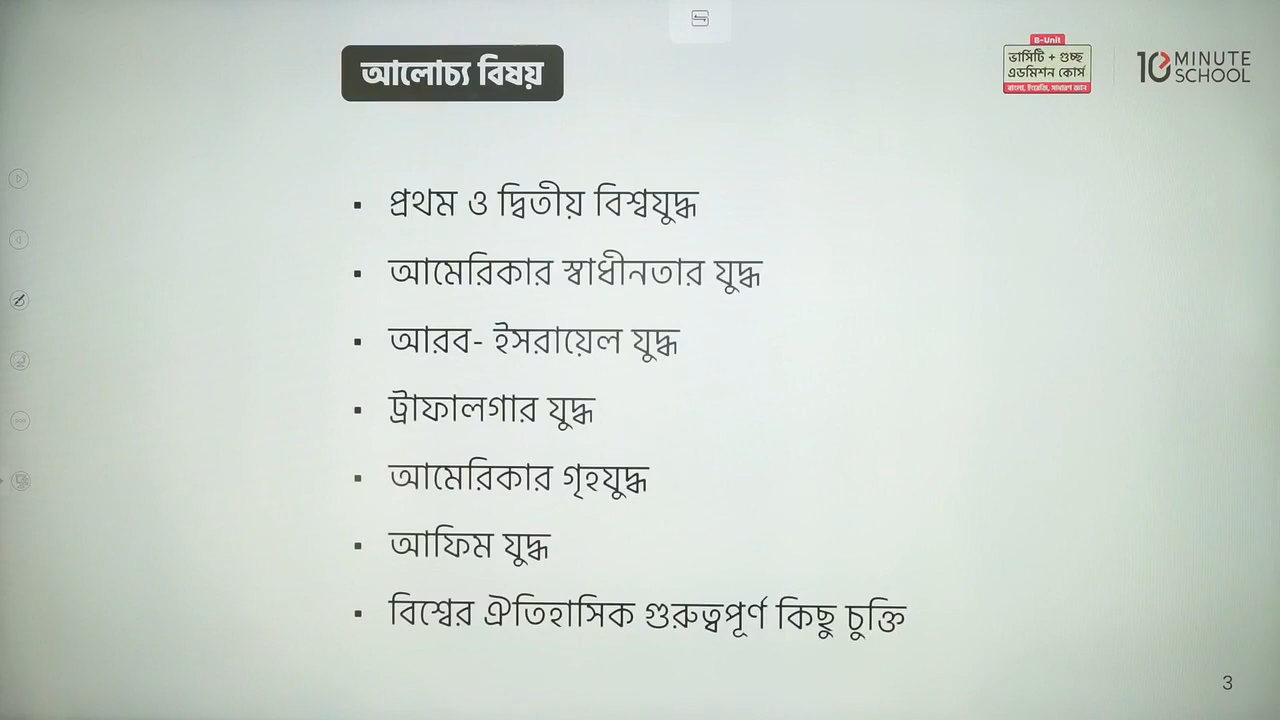 আলোচ্য বিষয়
B-Unit
ভার্সিটি + গুচ্ছ
এডমিশন কোর্স
বাংলা, ইংরেজি, সাধারণ জ্ঞান
10 MINUTE SCHOOL
▪ প্রথম ও দ্বিতীয় বিশ্বযুদ্ধ
▪ আমেরিকার স্বাধীনতার যুদ্ধ
▪ আরব- ইসরায়েল যুদ্ধ
▪ ট্রাফালগার যুদ্ধ
▪ আমেরিকার গৃহযুদ্ধ
▪ আফিম যুদ্ধ
▪ বিশ্বের ঐতিহাসিক গুরুত্বপূর্ণ কিছু চুক্তি
3